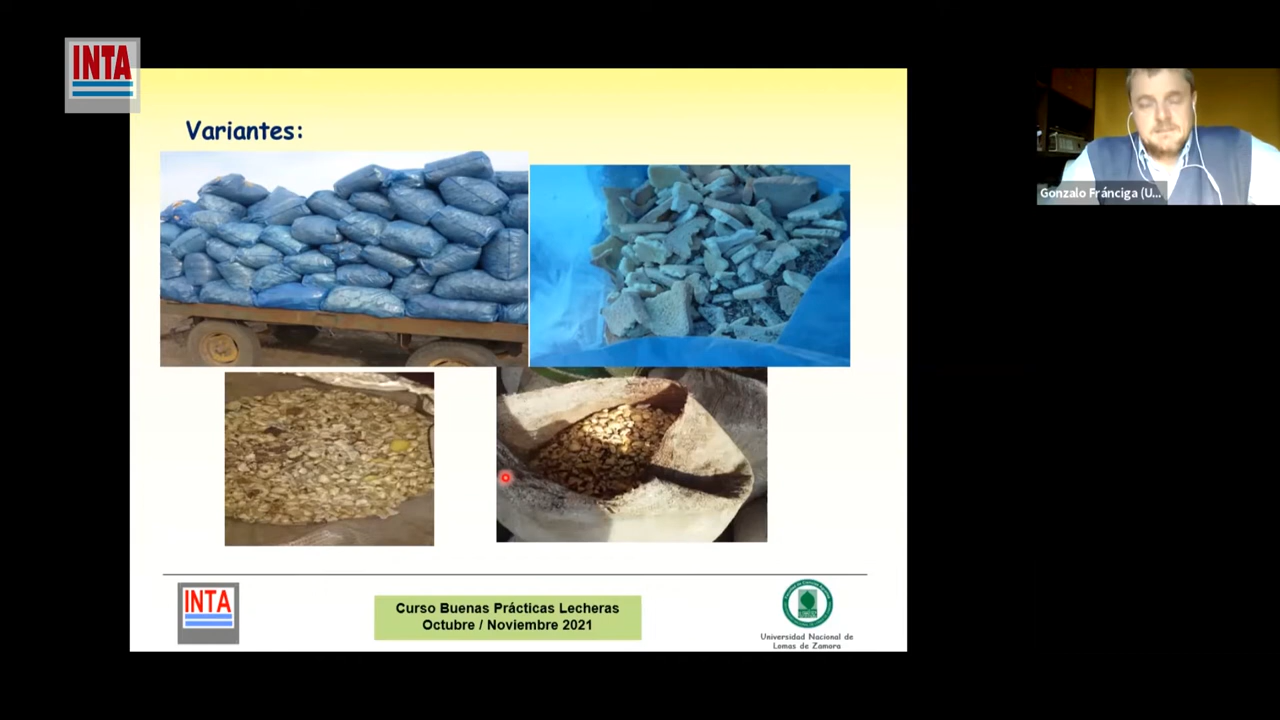 INTA
Variantes:
Gonzalo Fránciga (U...
INTA
Curso Buenas Prácticas Lecheras
Octubre / Noviembre 2021
Universidad Nacional de
Lomas de Zamora